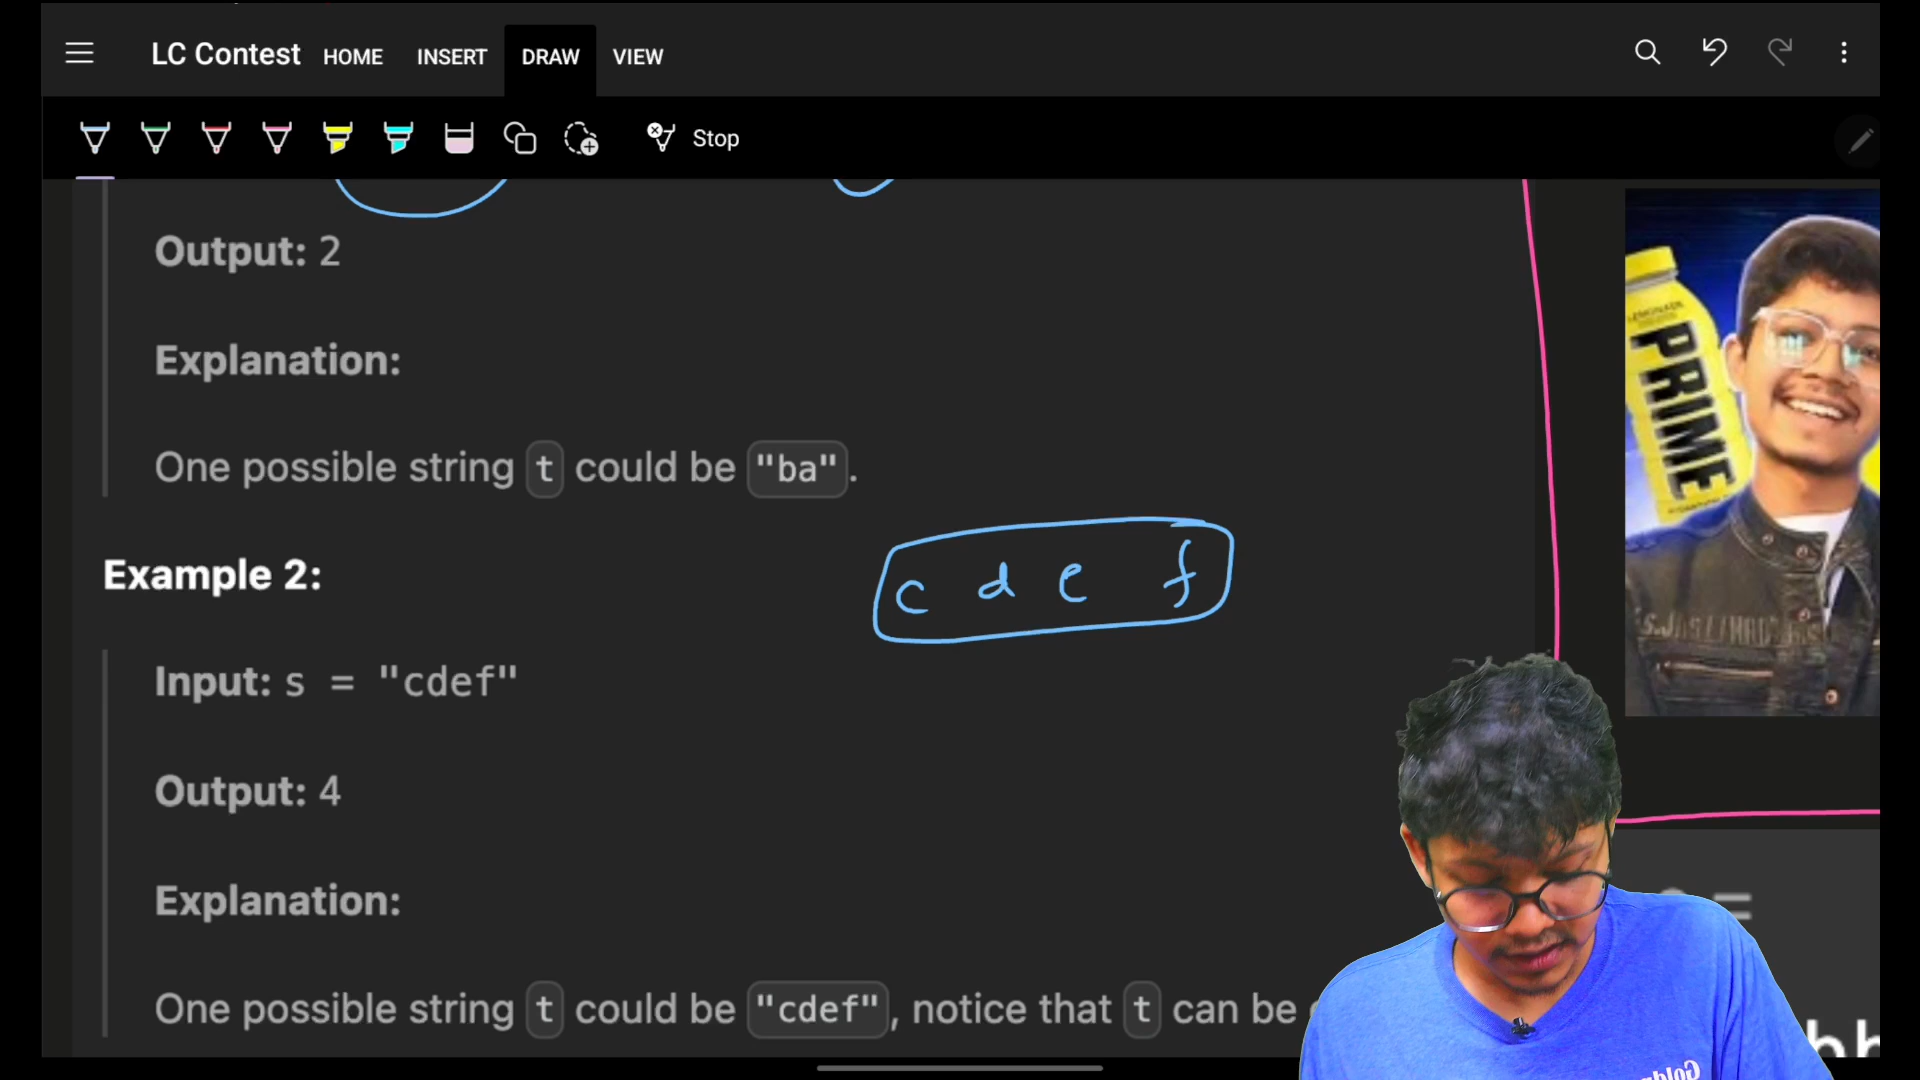 LC Contest HOME INSERT DRAW VIEW
Stop
Output: 2
Explanation:
One possible string t could be "ba".
PRIME
c d e f
Example 2:
Input: s = "cdef"
Output: 4
Explanation:
One possible string t could be "cdef", notice that t can be